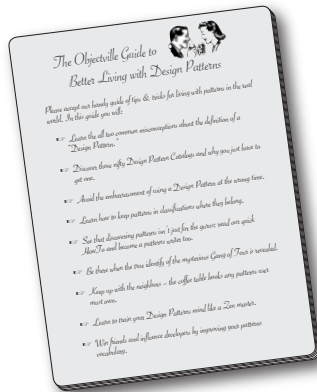 The Objectville Guide to
Better Living with Design Patterns
Please accept our handy guide of tips & tricks for living with patterns in the real
world. In this guide you will:
☞ Learn the all too common misconceptions about the definition of a
"Design Pattern."
☞ Discover those nifty Design Pattern Catalogs and why you just have to
get one.
☞ Avoid the embarrassment of using a Design Pattern at the wrong time.
☞ Learn how to keep patterns in classifications where they belong.
☞ See that discovering patterns isn't just for the gurus; read our quick
HowTo and become a patterns writer too.
☞ Be there when the true identify of the mysterious Gang of Four is revealed.
☞ Keep up with the neighbors – the coffee table books any patterns user
must own.
☞ Learn to train your Design Patterns mind like a Zen master.
☞ Win friends and influence developers by improving your patterns
vocabulary.